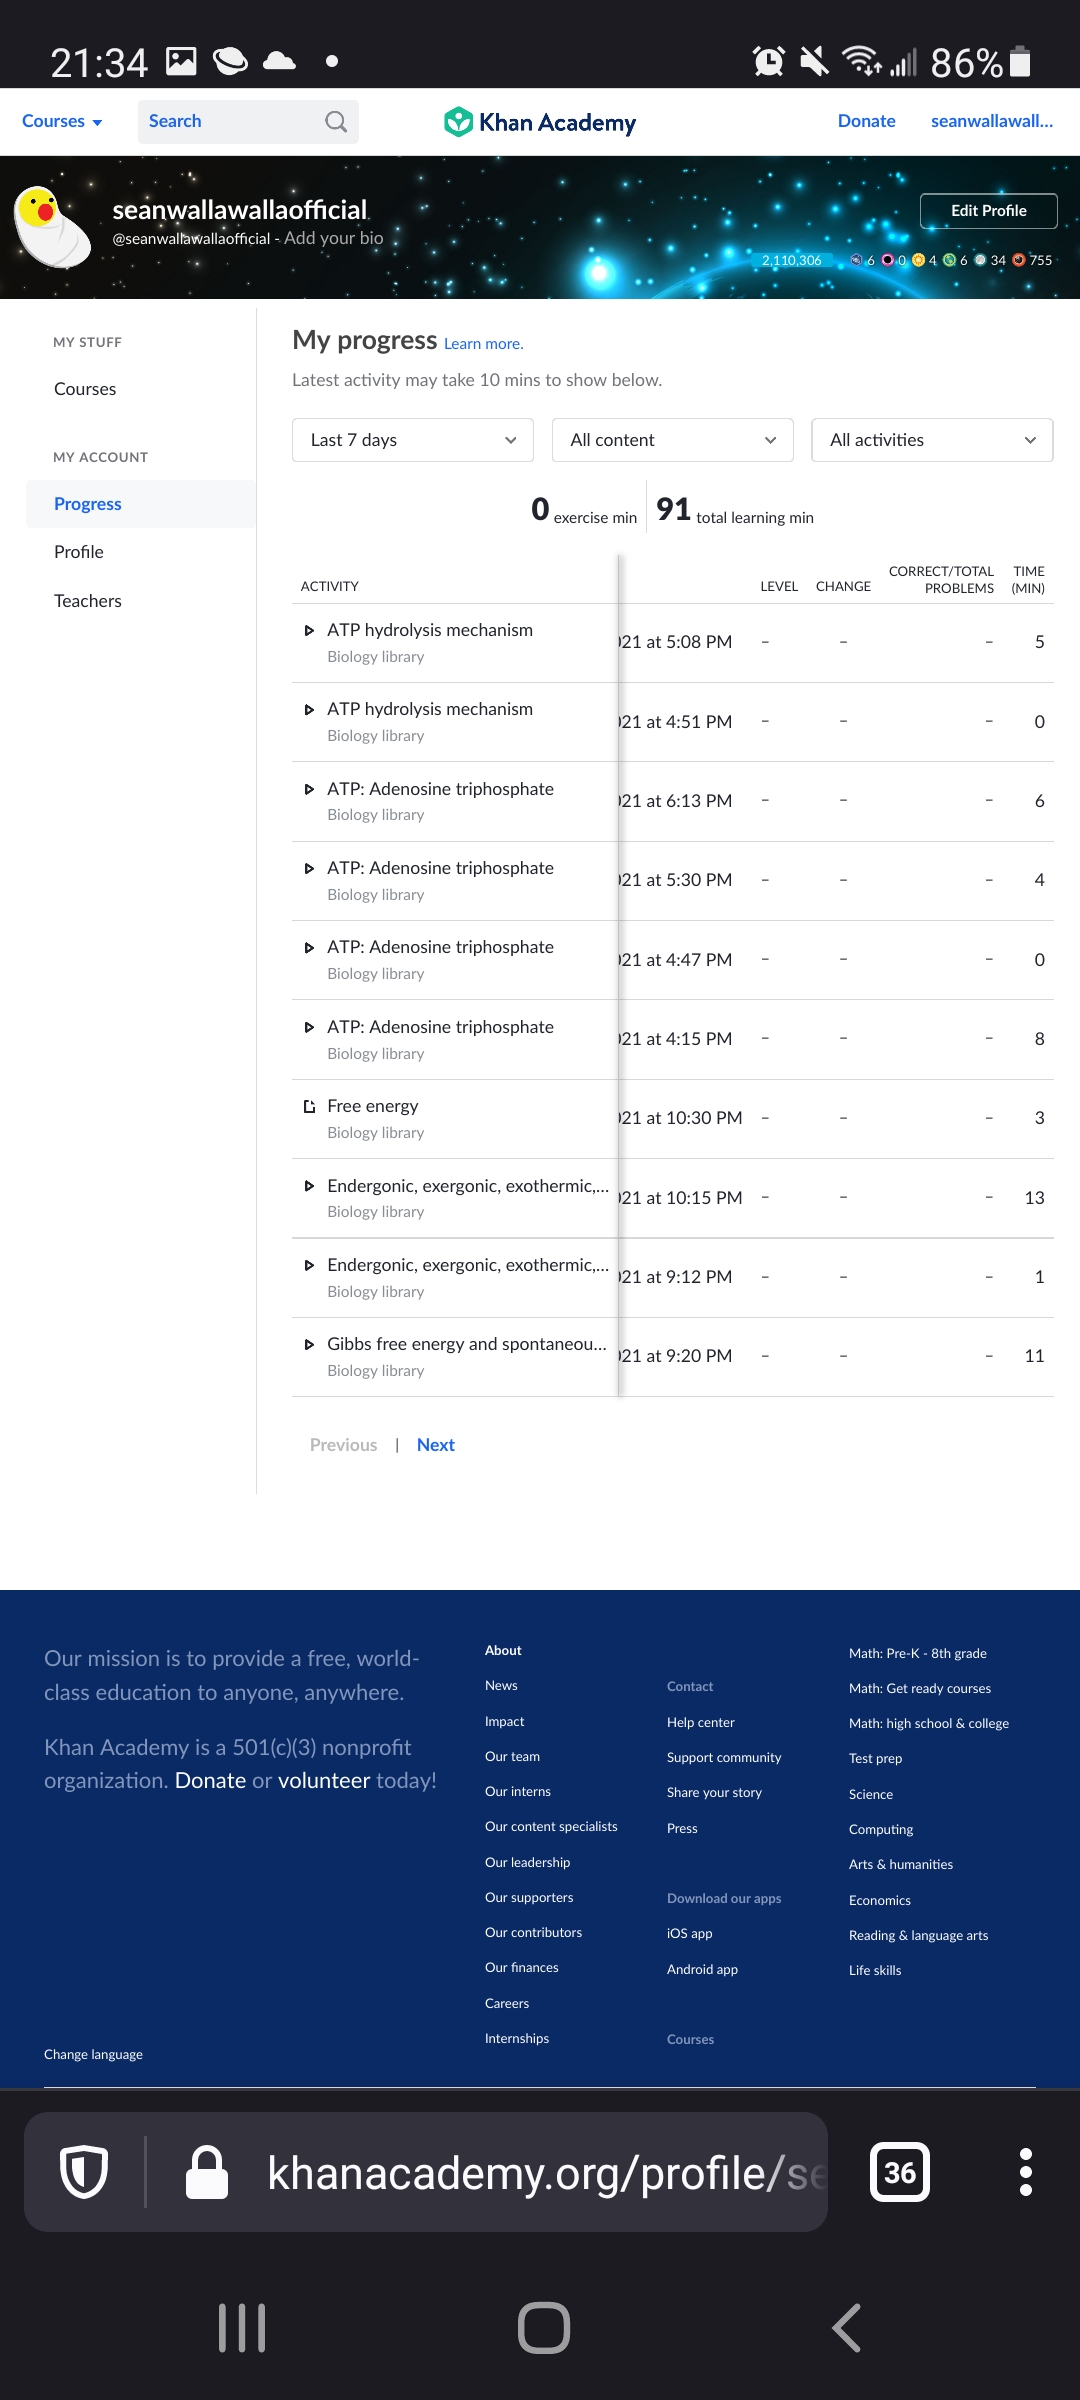 21:34 86%
Courses Search Khan Academy Donate seanwallawall...
seanwallawallaofficial
@seanwallawallaofficial - Add your bio
Edit Profile
2,110,306 6 0 4 6 34 755
MY STUFF
Courses
MY ACCOUNT
Progress
Profile
Teachers
My progress Learn more.
Latest activity may take 10 mins to show below.
Last 7 days All content All activities
0 exercise min 91 total learning min
ACTIVITY LEVEL CHANGE CORRECT/TOTAL PROBLEMS TIME (MIN)
ATP hydrolysis mechanism 21 at 5:08 PM – – – 5
Biology library
ATP hydrolysis mechanism 21 at 4:51 PM – – – 0
Biology library
ATP: Adenosine triphosphate 21 at 6:13 PM – – – 6
Biology library
ATP: Adenosine triphosphate 21 at 5:30 PM – – – 4
Biology library
ATP: Adenosine triphosphate 21 at 4:47 PM – – – 0
Biology library
ATP: Adenosine triphosphate 21 at 4:15 PM – – – 8
Biology library
Free energy 21 at 10:30 PM – – – 3
Biology library
Endergonic, exergonic, exothermic,... 21 at 10:15 PM – – – 13
Biology library
Endergonic, exergonic, exothermic,... 21 at 9:12 PM – – – 1
Biology library
Gibbs free energy and spontaneou... 21 at 9:20 PM – – – 11
Biology library
Previous | Next
Our mission is to provide a free, world-
class education to anyone, anywhere.
Khan Academy is a 501(c)(3) nonprofit
organization. Donate or volunteer today!
Change language
About
News
Impact
Our team
Our interns
Our content specialists
Our leadership
Our supporters
Our contributors
Our finances
Careers
Internships
Contact
Help center
Support community
Share your story
Press
Download our apps
iOS app
Android app
Courses
Math: Pre-K - 8th grade
Math: Get ready courses
Math: high school & college
Test prep
Science
Computing
Arts & humanities
Economics
Reading & language arts
Life skills
khanacademy.org/profile/se
36